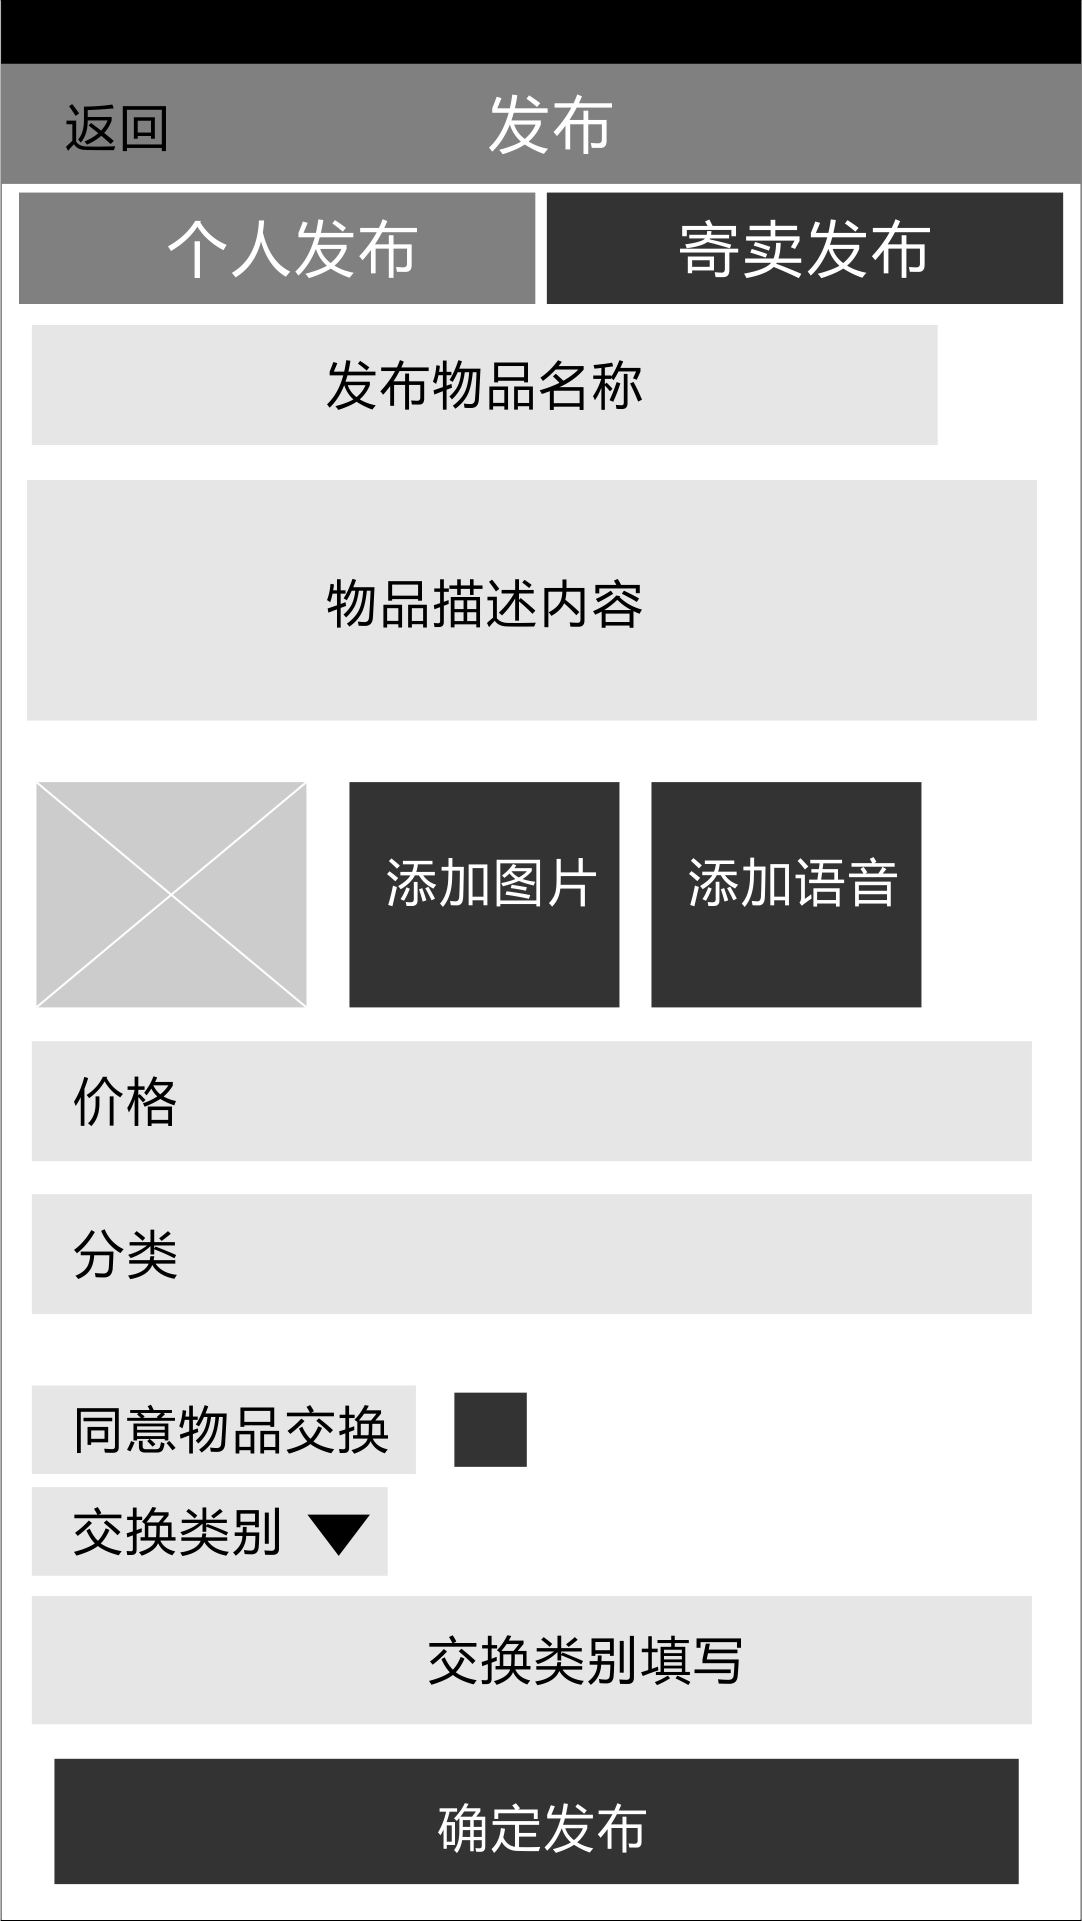 返回 发布
个人发布 寄卖发布
发布物品名称
物品描述内容
添加图片 添加语音
价格
分类
同意物品交换
交换类别
交换类别填写
确定发布